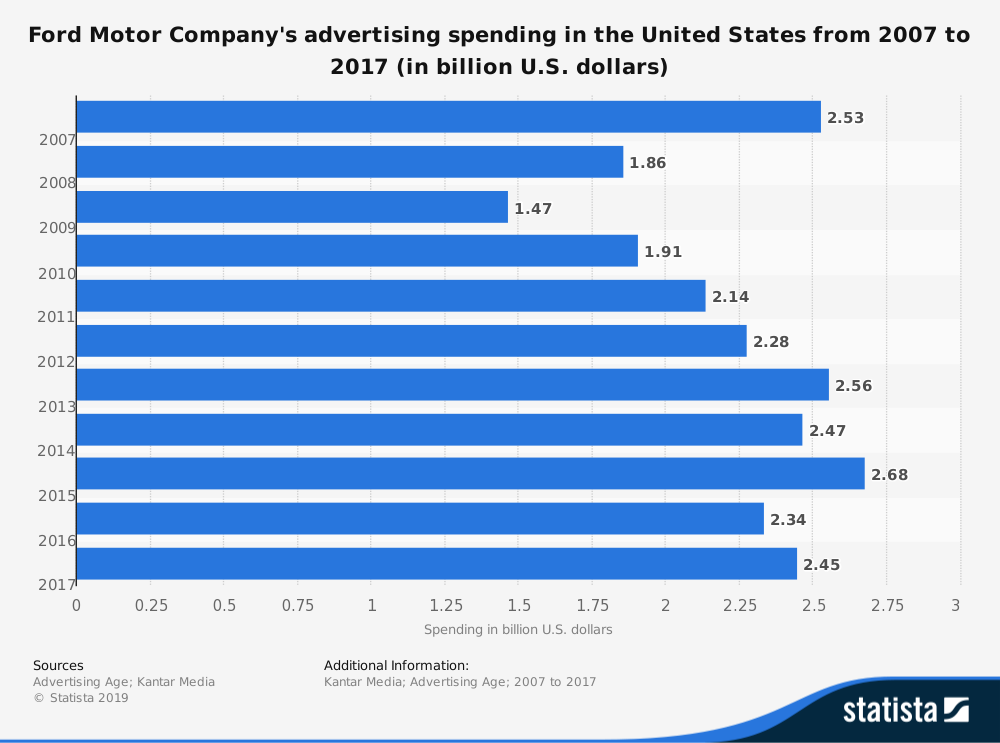 Ford Motor Company's advertising spending in the United States from 2007 to
2017 (in billion U.S. dollars)
2.53
2007
1.86
2008
1.47
2009
1.91
2010
2.14
2011
2.28
2012
2.56
2013
2.47
2014
2.68
2015
2.34
2016
2.45
2017
0 0.25 0.5 0.75 1 1.25 1.5 1.75 2 2.25 2.5 2.75 3
Spending in billion U.S. dollars
Sources
Advertising Age; Kantar Media
© Statista 2019
Additional Information:
Kantar Media; Advertising Age; 2007 to 2017
statista